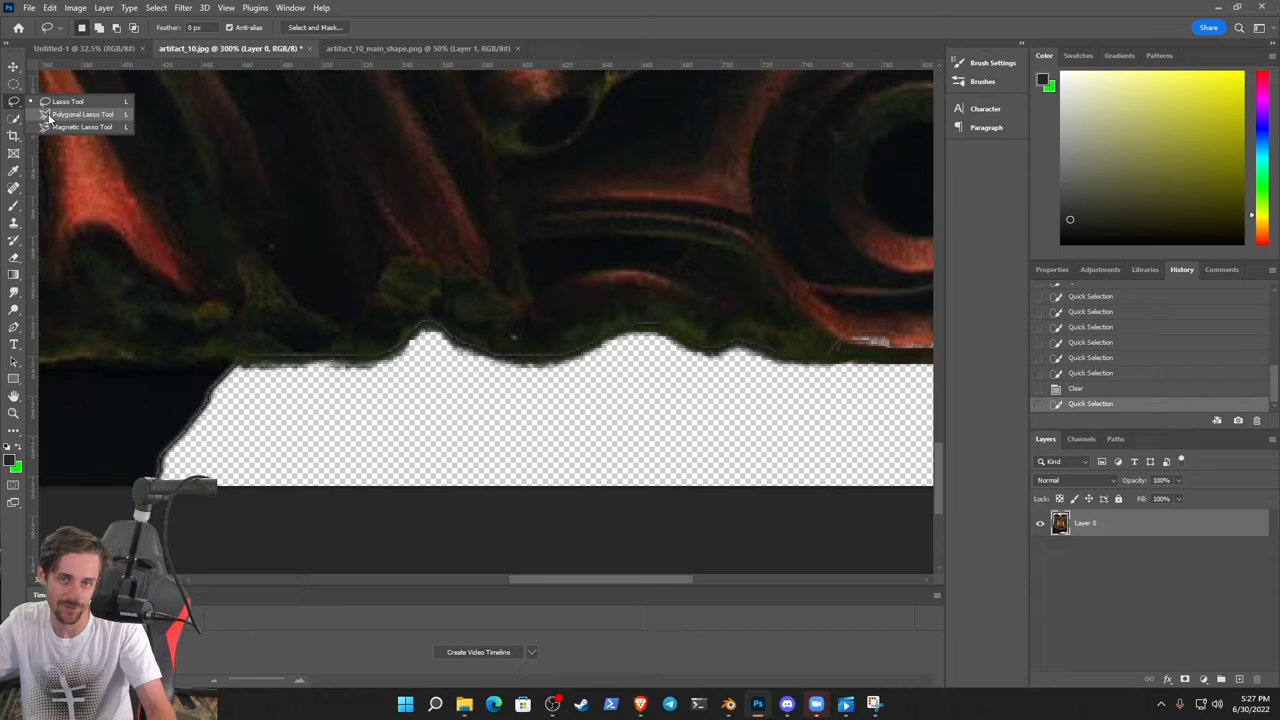 Ps File Edit Image Layer Type Select Filter 3D View Plugins Window Help
Feather: 0 px Anti-alias Select and Mask... Share
Untitled-1 @ 32.5% (RGB/8#) × artifact_10.jpg @ 300% (Layer 0, RGB/8) * × artifact_10_main_shape.png @ 50% (Layer 1, RGB/8#) ×
Lasso Tool L
Polygonal Lasso Tool L
Magnetic Lasso Tool L
Brush Settings
Brushes
Character
Paragraph
Color Swatches Gradients Patterns
Properties Adjustments Libraries History Comments
Quick Selection
Quick Selection
Quick Selection
Quick Selection
Quick Selection
Quick Selection
Clear
Quick Selection
Layers Channels Paths
Kind
Normal Opacity: 100%
Lock: Fill: 100%
Layer 0
Create Video Timeline
5:27 PM
6/30/2022